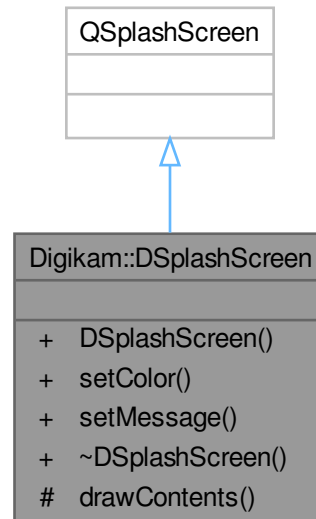 QSplashScreen
Digikam::DSplashScreen
+ DSplashScreen()
+ setColor()
+ setMessage()
+ ~DSplashScreen()
# drawContents()